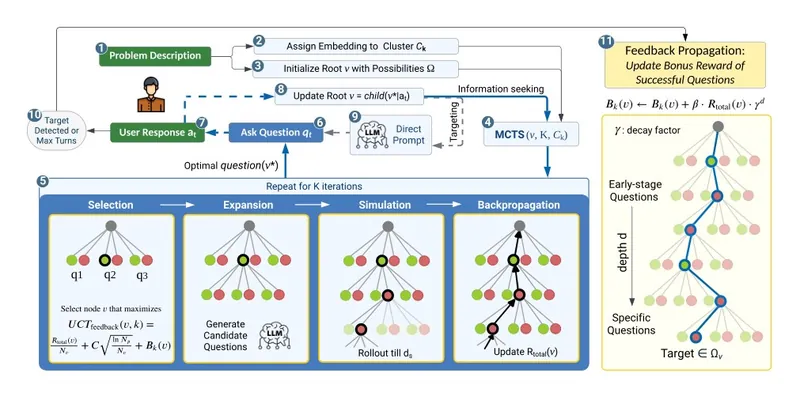 1
Problem Description
2
Assign Embedding to Cluster Cₖ
3
Initialize Root v with Possibilities Ω
8
Update Root v = child(v*|aₜ)
Information seeking
Targeting
10
Target
Detected or
Max Turns
7
User Response aₜ
6
Ask Question qₜ
9
LLM
Direct
Prompt
4
MCTS (v, K, Cₖ)
Optimal question(v*)
5
Repeat for K iterations
Selection
Expansion
Simulation
Backpropagation
q1
q2
q3
Select node v that maximizes
UCT_feedback(v, k) =
R_total(v)/N_v + C√(ln N_p/N_v) + B_k(v)
Generate
Candidate
Questions
LLM
Rollout till dₛ
Update R_total(v)
11
Feedback Propagation:
Update Bonus Reward of
Successful Questions
B_k(v) ← B_k(v) + β · R_total(v) · γ^d
γ : decay factor
Early-stage
Questions
depth d
Specific
Questions
Target ∈ Ω_v